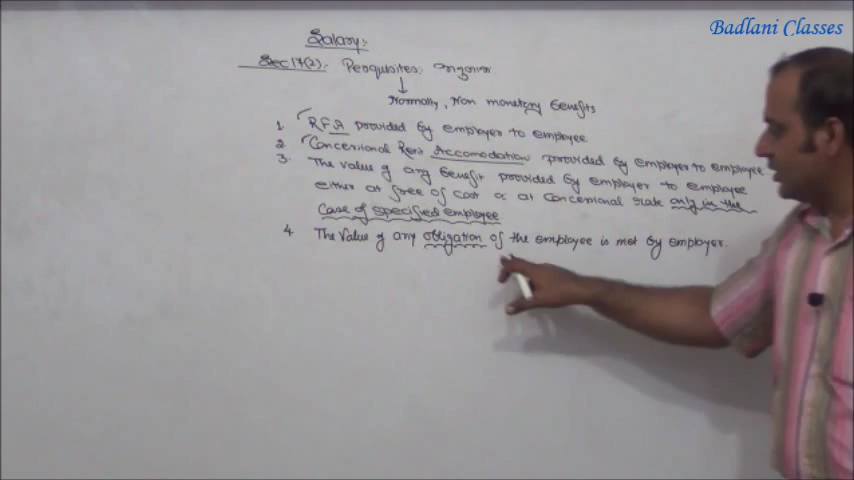 Badlani Classes
Salary:-
Sec 17(2):- Perquisites:
Normally, Non monetary benefits
1 RFA provided by employer to employee
2 Concessional Rent Accomodation provided by employer to employee
3. The value of any benefit provided by employer to employee
either at free of cost or at concessional rate only in the
case of specified employee
4 The value of any obligation of the employee is met by employer.